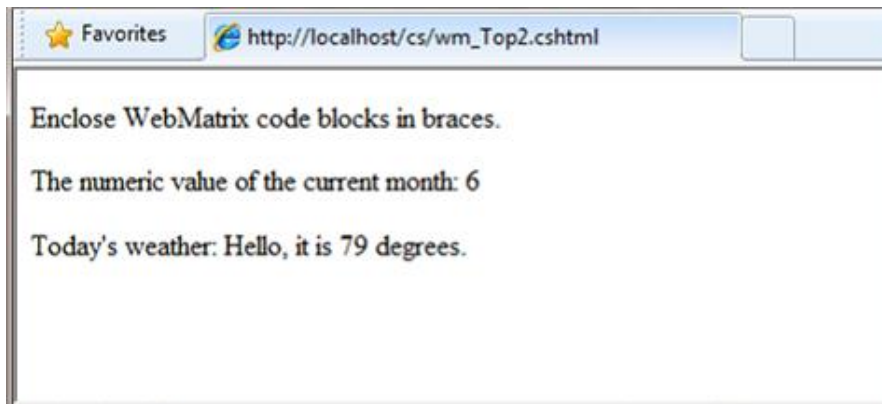 Favorites
http://localhost/cs/wm_Top2.cshtml
Enclose WebMatrix code blocks in braces.
The numeric value of the current month: 6
Today's weather: Hello, it is 79 degrees.